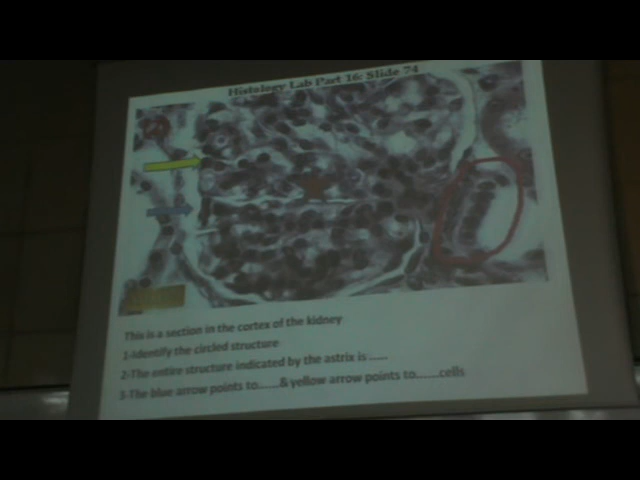 Histology Lab Part 16: Slide 74
This is a section in the cortex of the kidney
1-Identify the circled structure
2-The entire structure indicated by the astrix is .....
3-The blue arrow points to......& yellow arrow points to.......cells